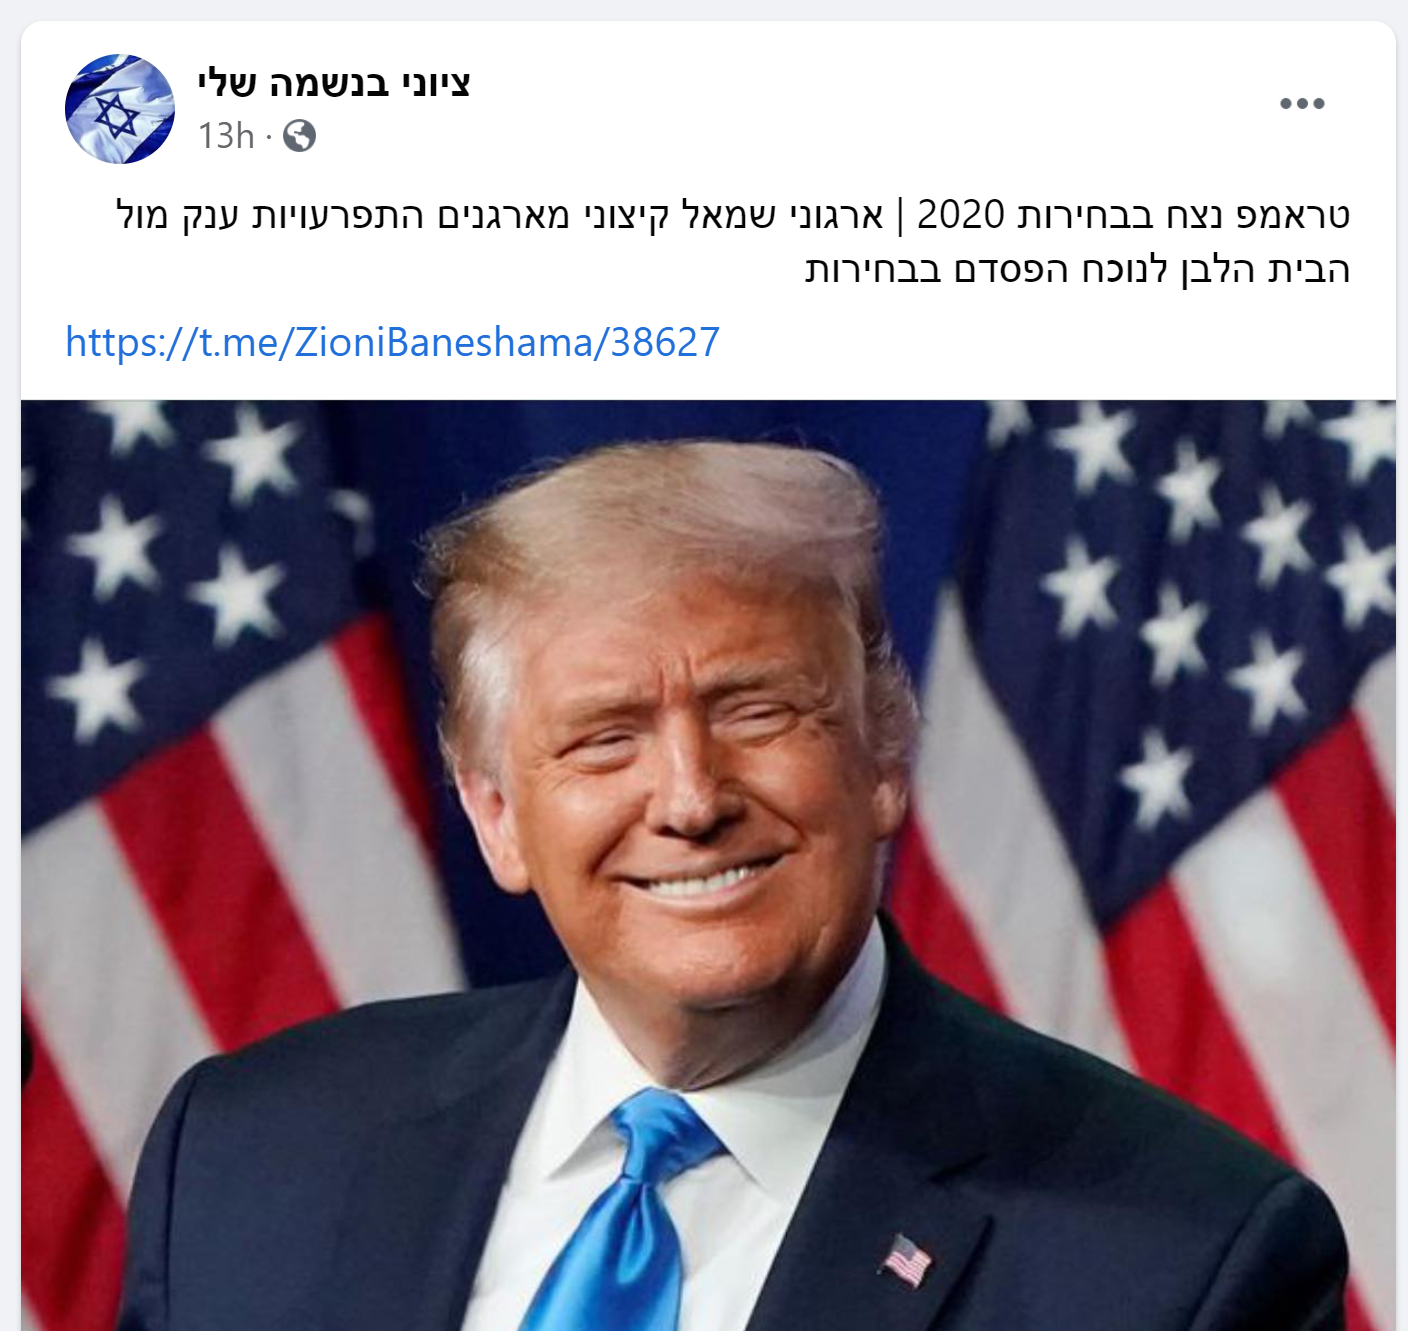 ציוני בנשמה שלי
13h ·
טראמפ נצח בבחירות 2020 | ארגוני שמאל קיצוני מארגנים התפרעויות ענק מול
הבית הלבן לנוכח הפסדם בבחירות
https://t.me/ZioniBaneshama/38627